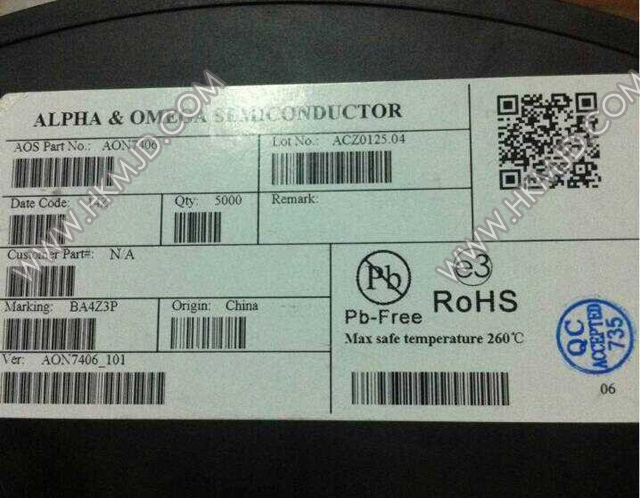 ALPHA & OMEGA SEMICONDUCTOR
AOS Part No.: AON7406
Lot No.: ACZ0125.04
Date Code:
Qty: 5000
Remark:
Customer Part#: N/A
Marking: BA4Z3P
Origin: China
Ver: AON7406_101
Pb
e3
Pb-Free
RoHS
Max safe temperature 260℃
QC
ACCEPTED
735
06
WWW.HKMJD.COM
WWW.HKMJD.COM
WWW.HKMJD.COM